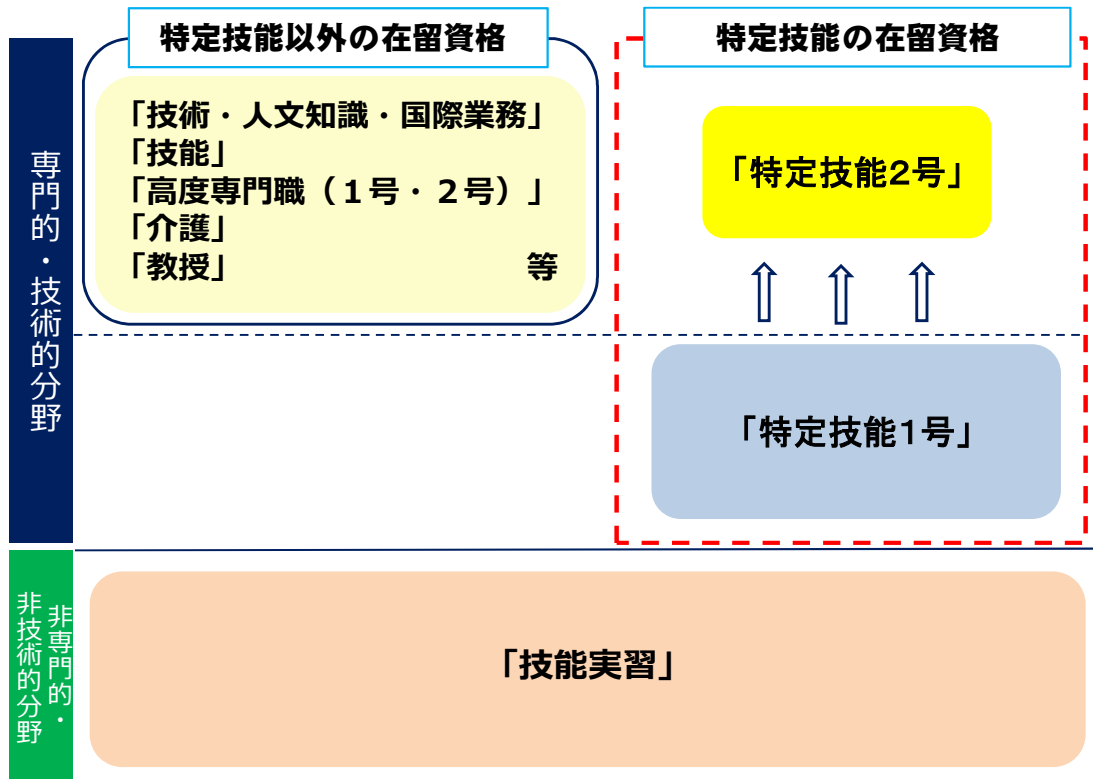 特定技能以外の在留資格
特定技能の在留資格
専門的・技術的分野
「技術・人文知識・国際業務」
「技能」
「高度専門職（１号・２号）」
「介護」
「教授」 等
「特定技能２号」
「特定技能１号」
非専門的・
非技術的分野
「技能実習」